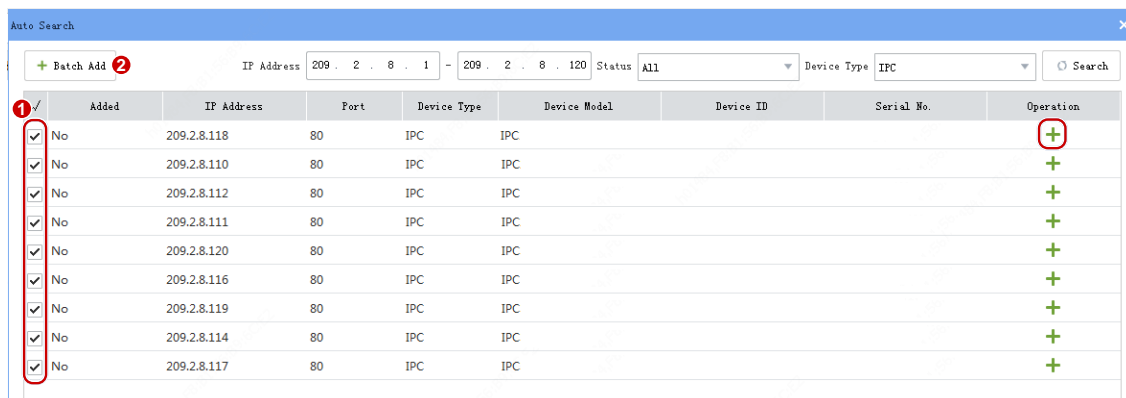 Auto Search
+ Batch Add 2 IP Address 209 . 2 . 8 . 1 - 209 . 2 . 8 . 120 Status All Device Type IPC Search
1 Added IP Address Port Device Type Device Model Device ID Serial No. Operation
No 209.2.8.118 80 IPC IPC
No 209.2.8.110 80 IPC IPC
No 209.2.8.112 80 IPC IPC
No 209.2.8.111 80 IPC IPC
No 209.2.8.120 80 IPC IPC
No 209.2.8.116 80 IPC IPC
No 209.2.8.119 80 IPC IPC
No 209.2.8.114 80 IPC IPC
No 209.2.8.117 80 IPC IPC